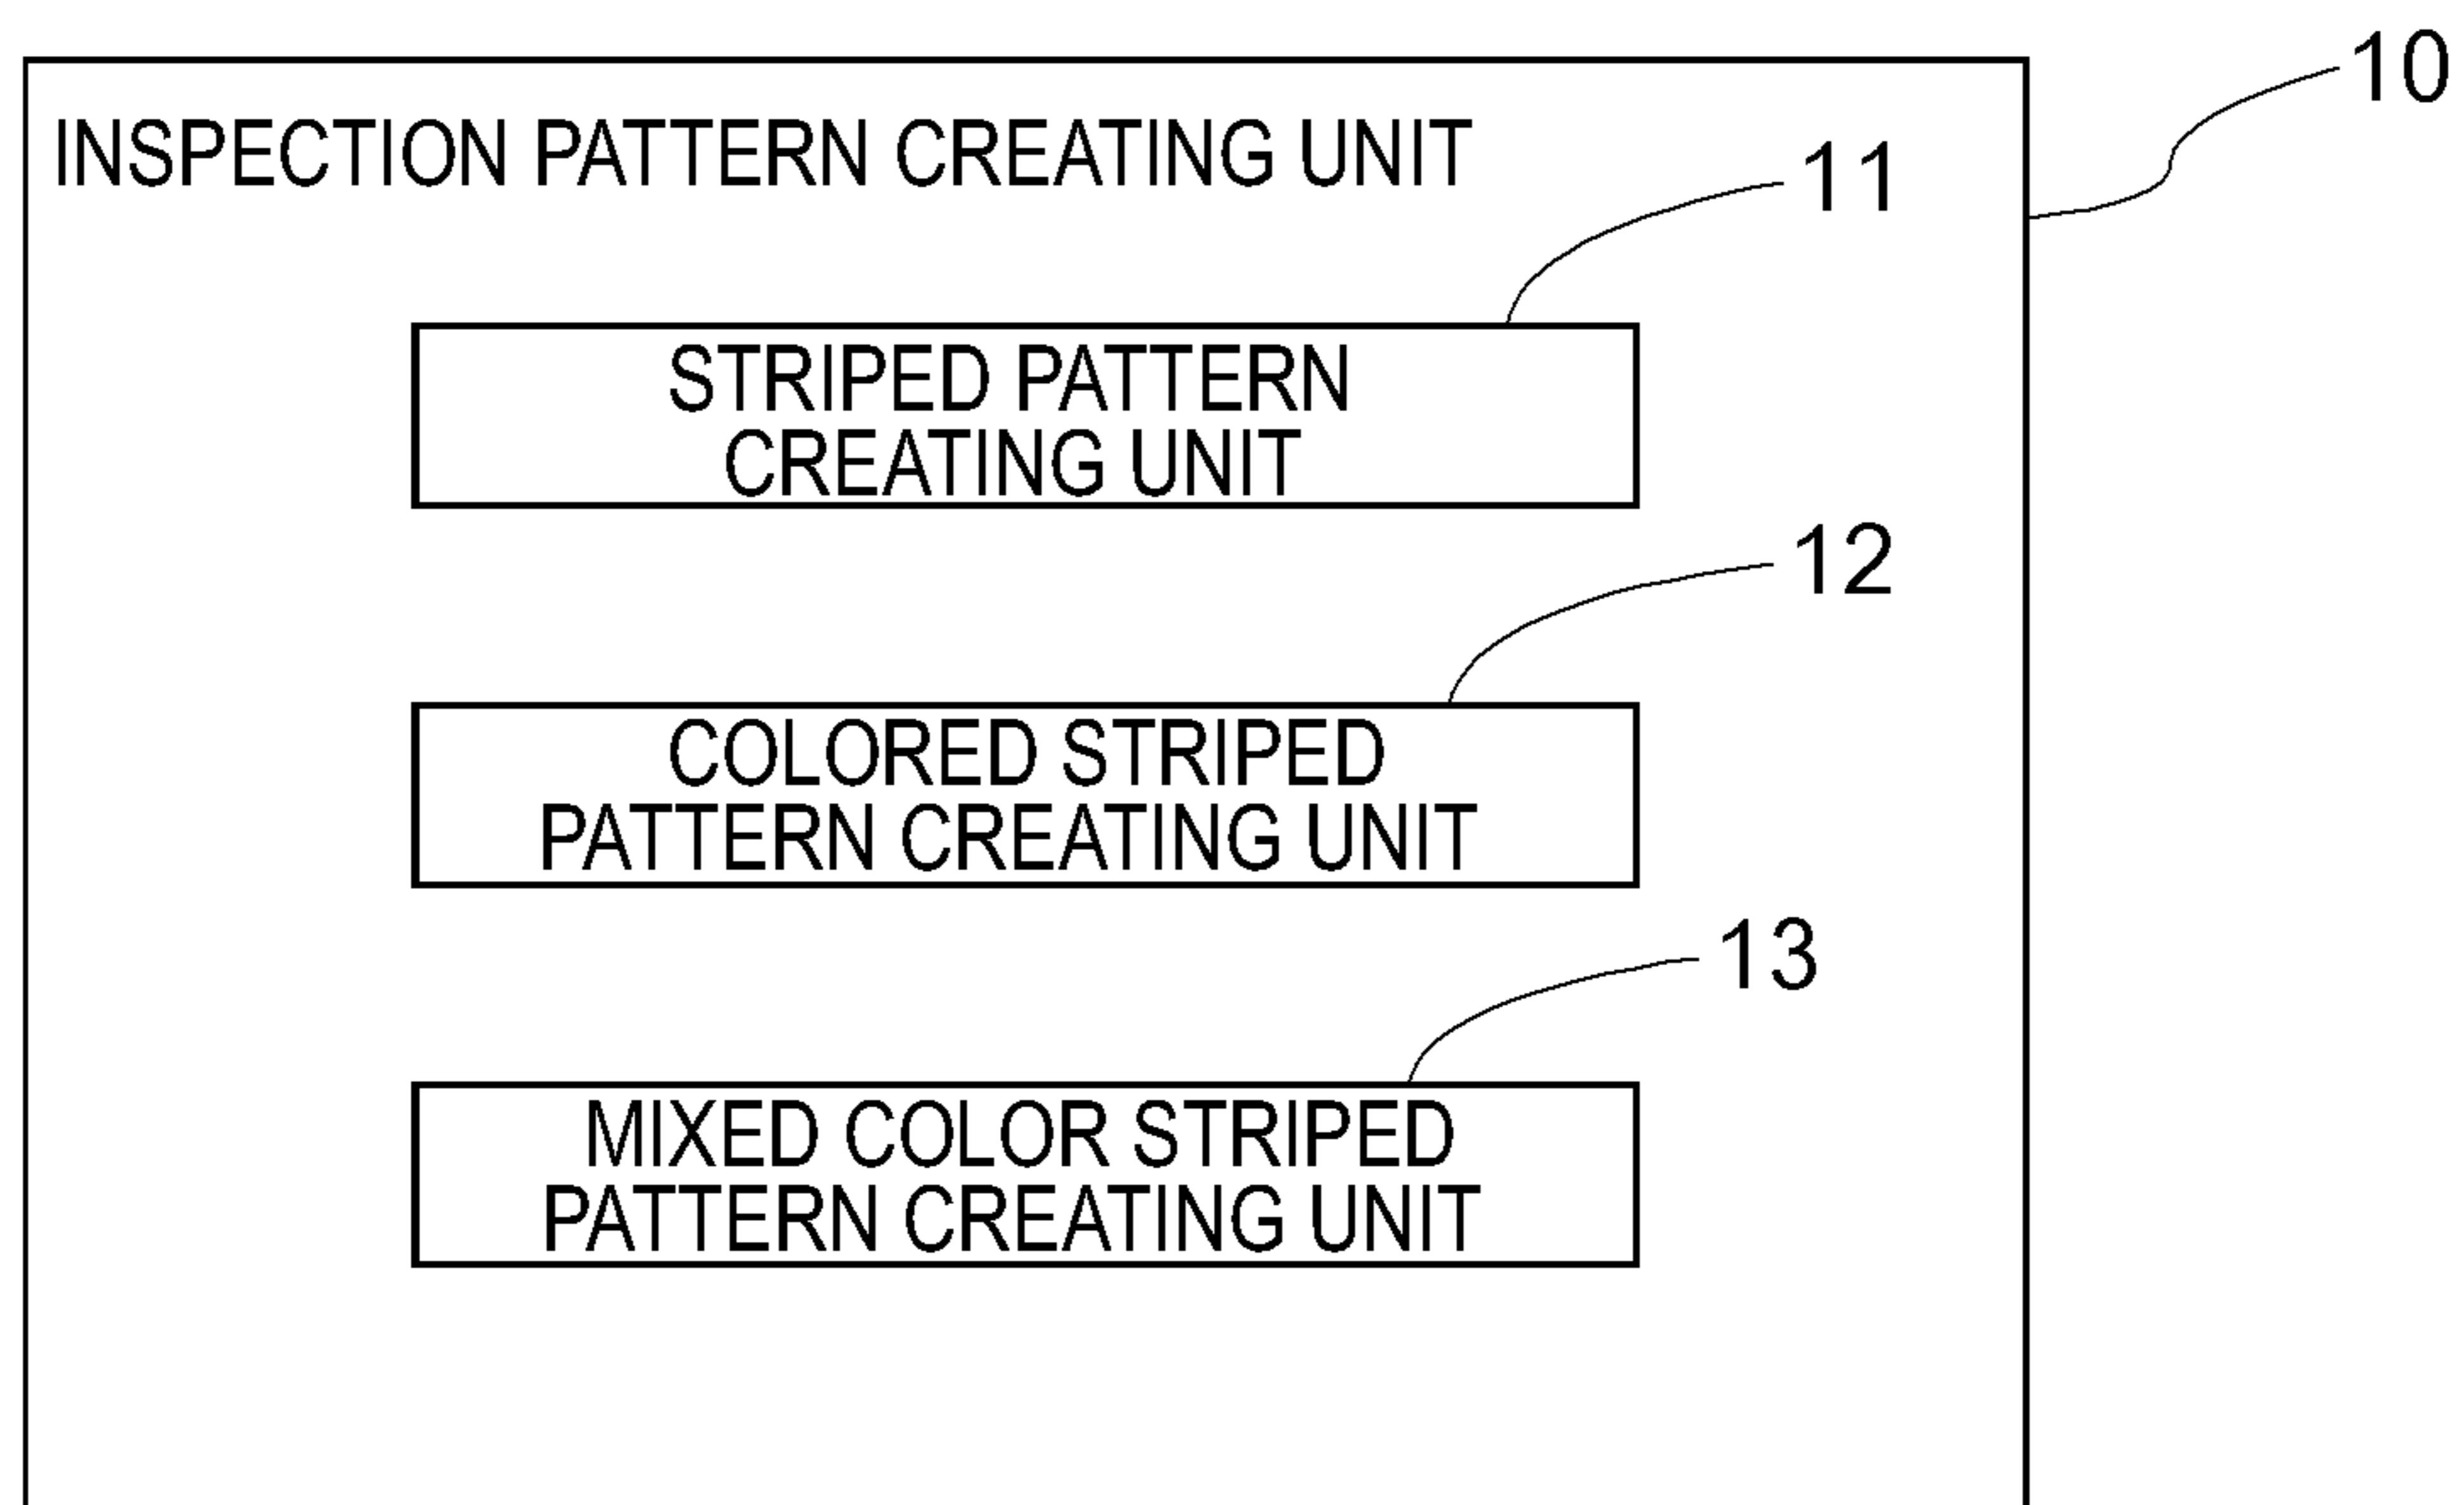 10
INSPECTION PATTERN CREATING UNIT
11
STRIPED PATTERN
CREATING UNIT
12
COLORED STRIPED
PATTERN CREATING UNIT
13
MIXED COLOR STRIPED
PATTERN CREATING UNIT